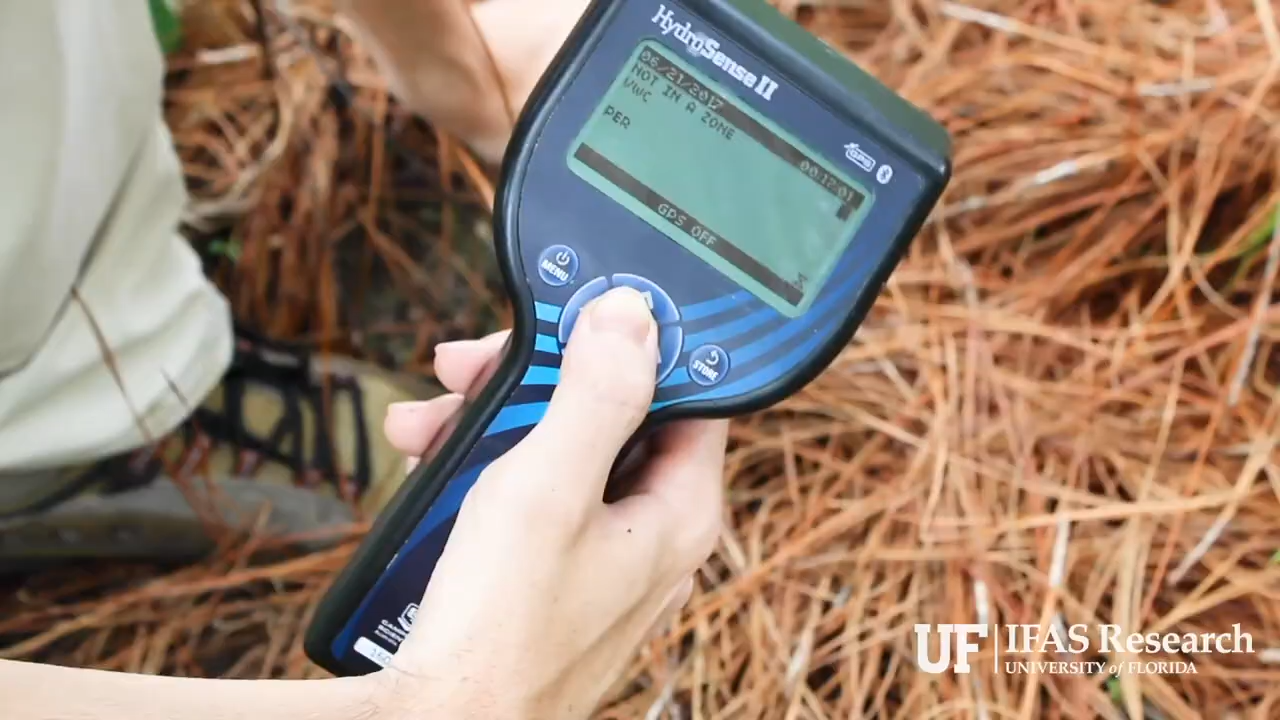 HydroSense II
06/21/2017 00:12:01
NOT IN A ZONE
VWC
PER
GPS OFF
GPS
MENU
STORE
UF IFAS Research
UNIVERSITY of FLORIDA